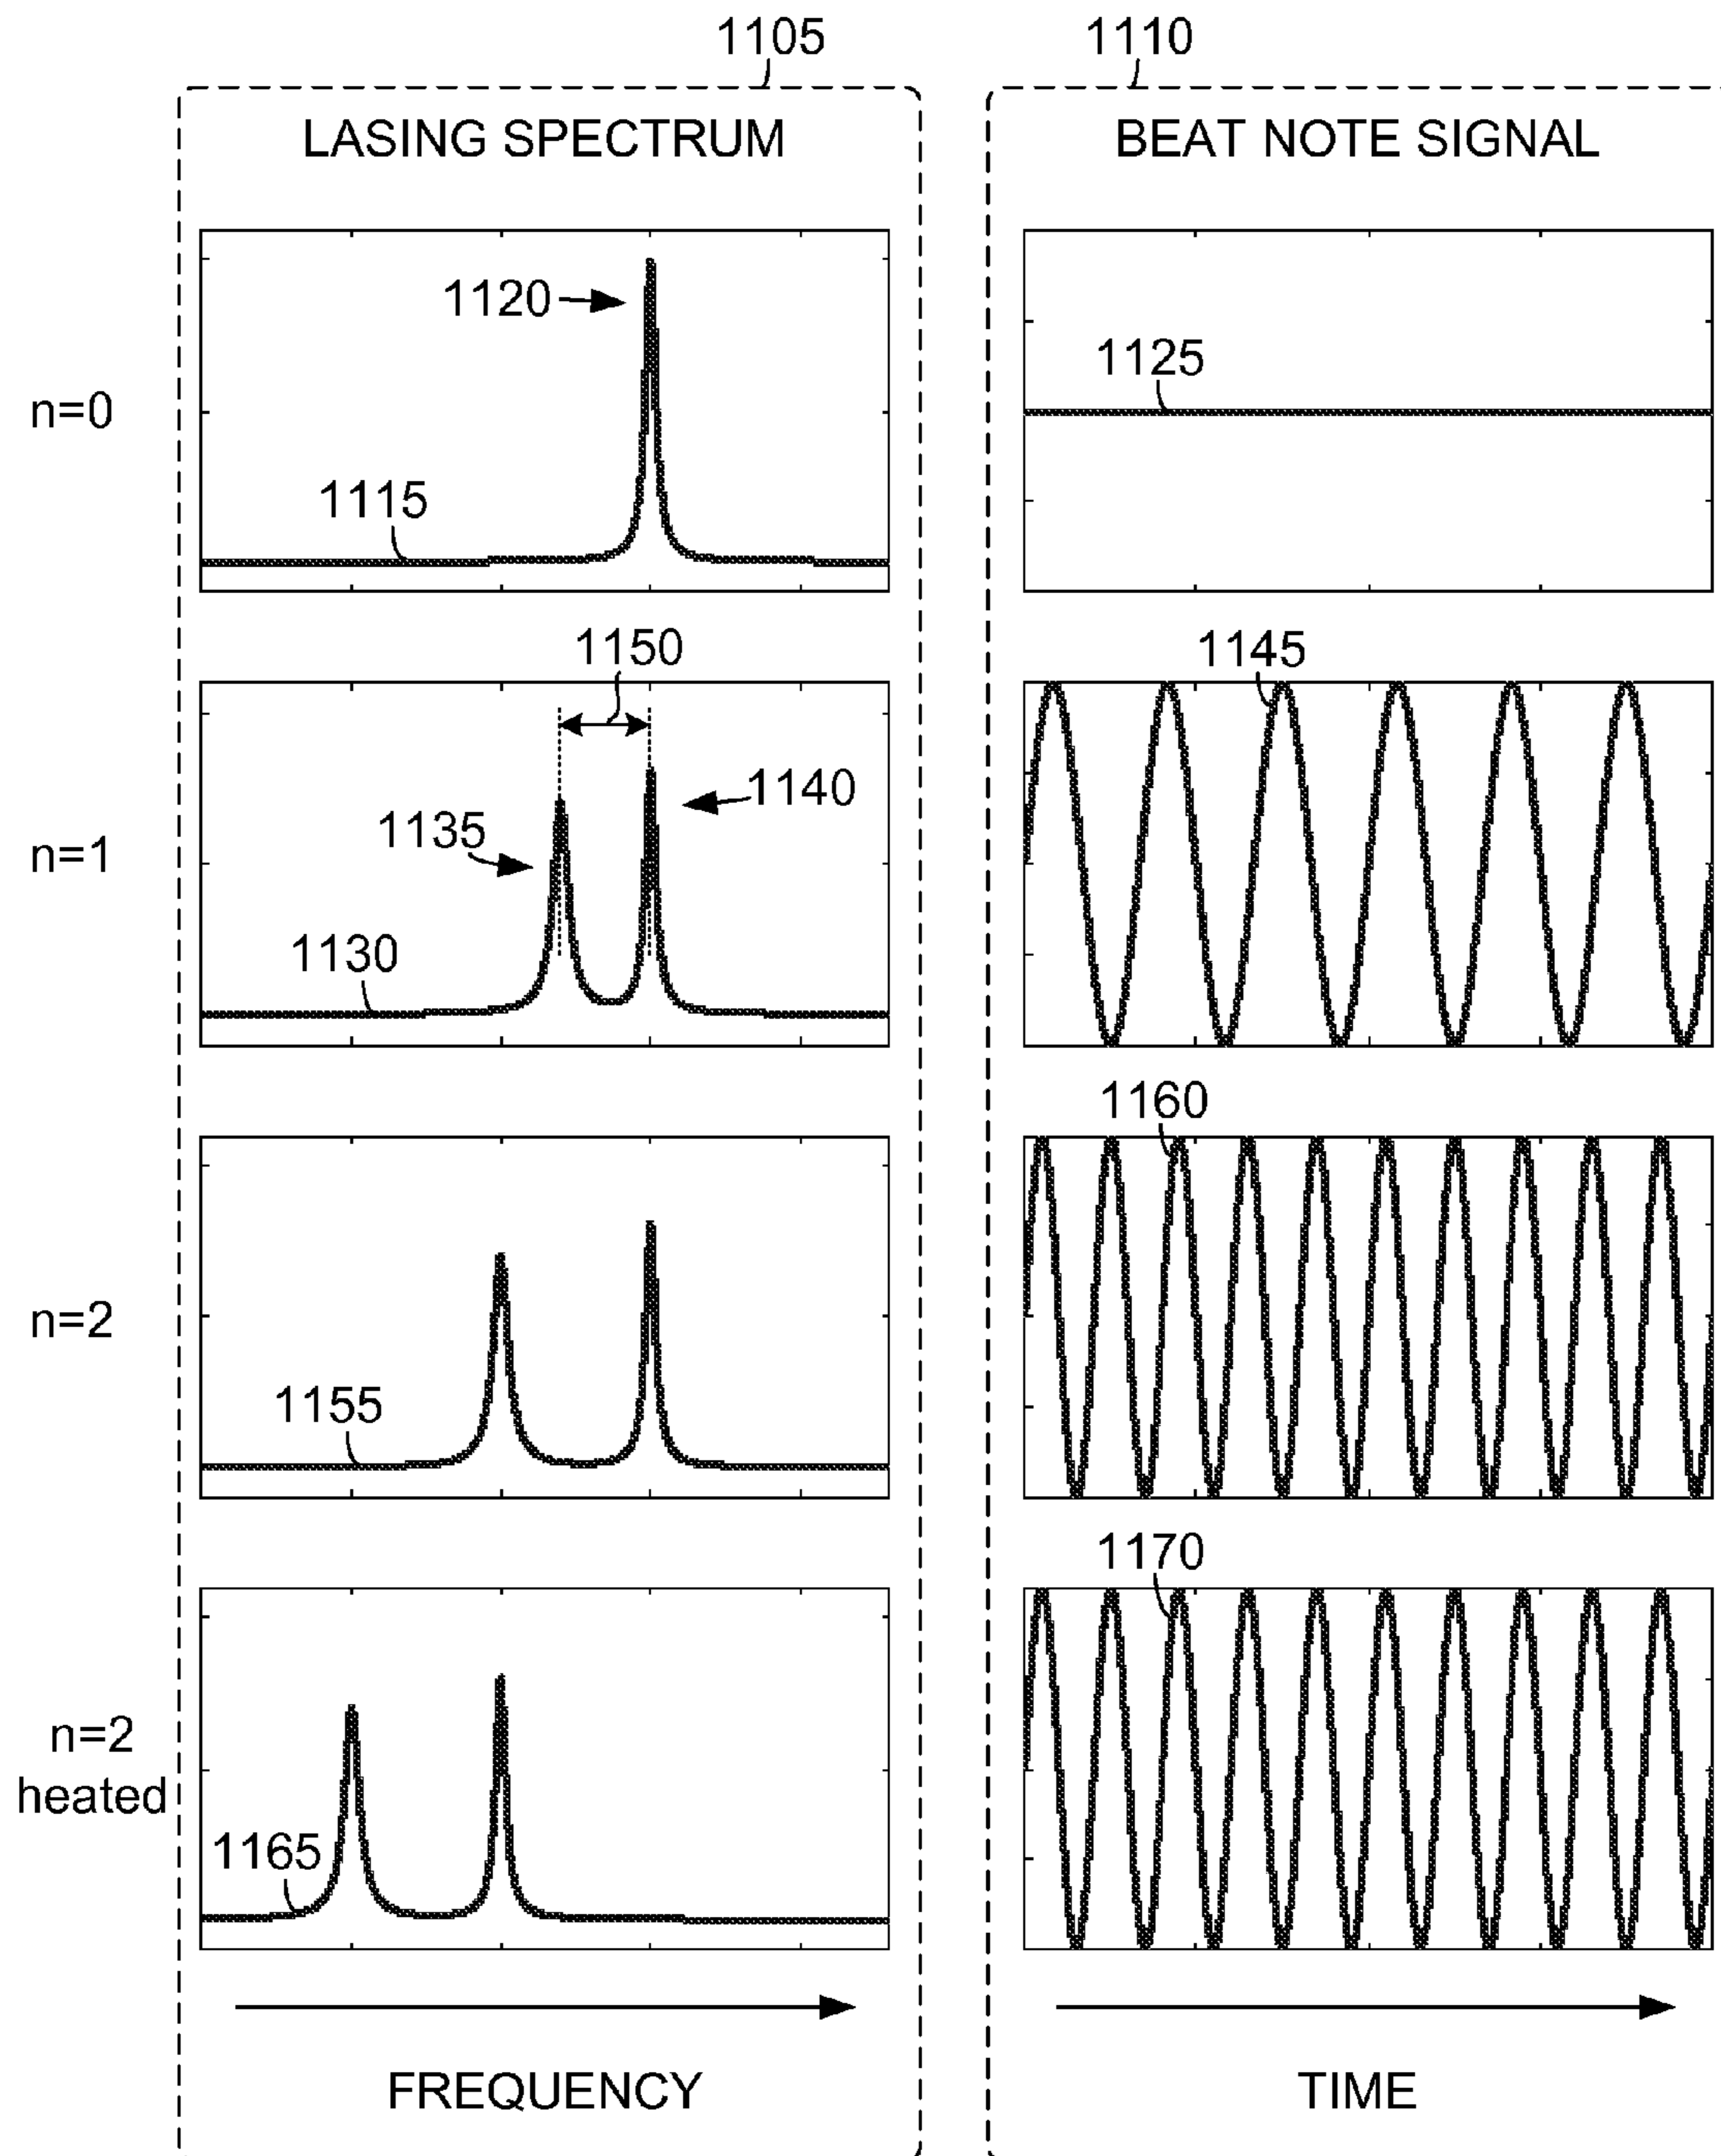 1105
1110
LASING SPECTRUM
BEAT NOTE SIGNAL
1120
1125
n=0
1115
1150
1145
1140
1135
n=1
1130
1160
n=2
1155
1170
n=2
heated
1165
FREQUENCY
TIME